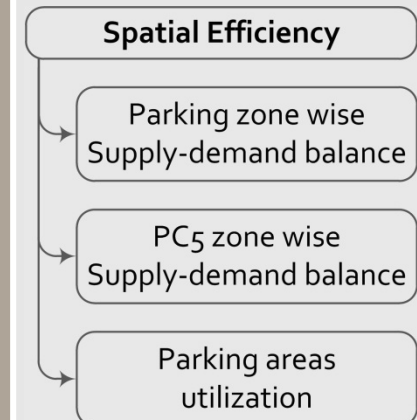 Spatial Efficiency
Parking zone wise
Supply-demand balance
PC5 zone wise
Supply-demand balance
Parking areas
utilization